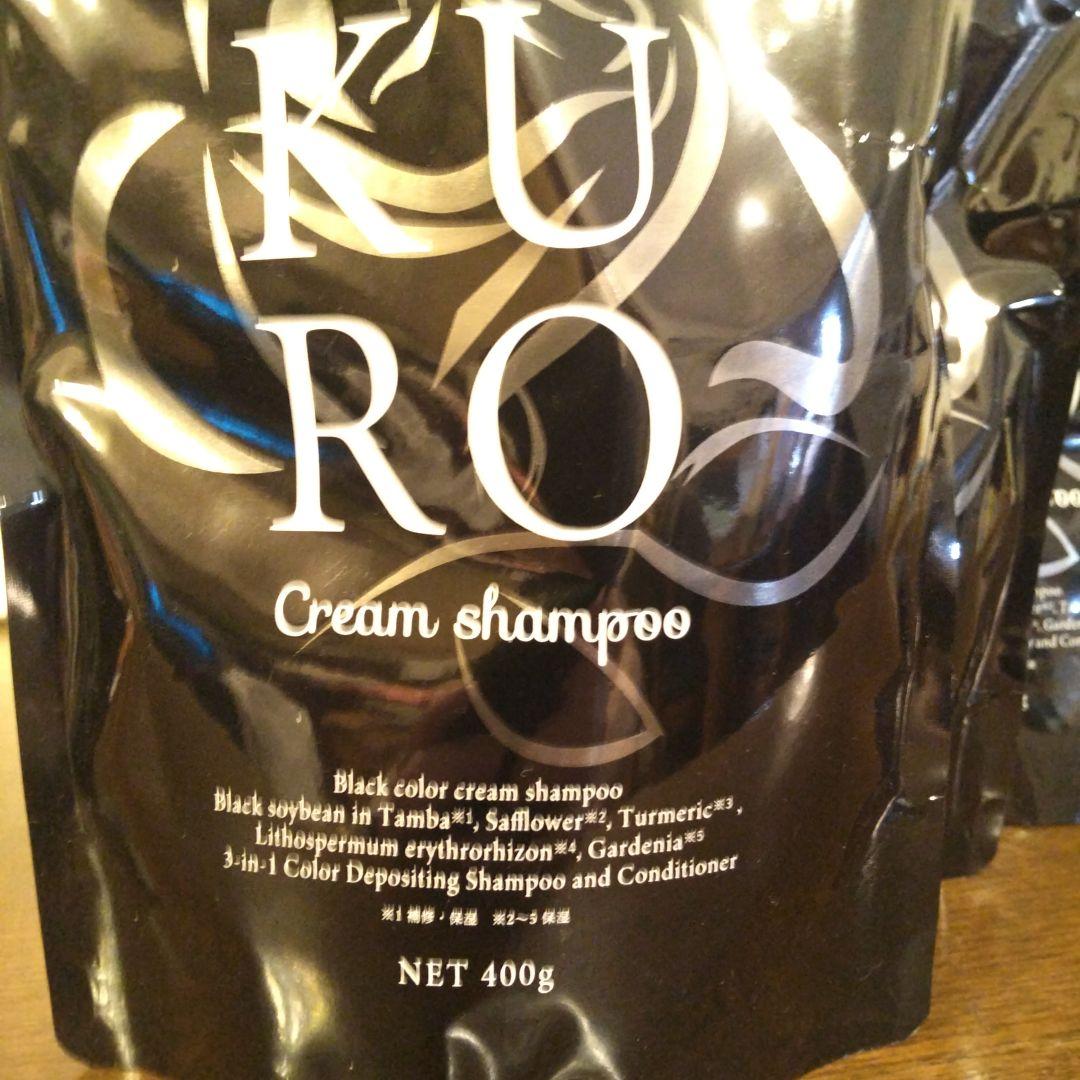 KU
RO
Cream shampoo
Black color cream shampoo
Black soybean in Tamba※1, Safflower※2, Turmeric※3,
Lithospermum erythrorhizon※4, Gardenia※5
3-in-1 Color Depositing Shampoo and Conditioner
※1 補修・保湿 ※2～5 保湿
NET 400g